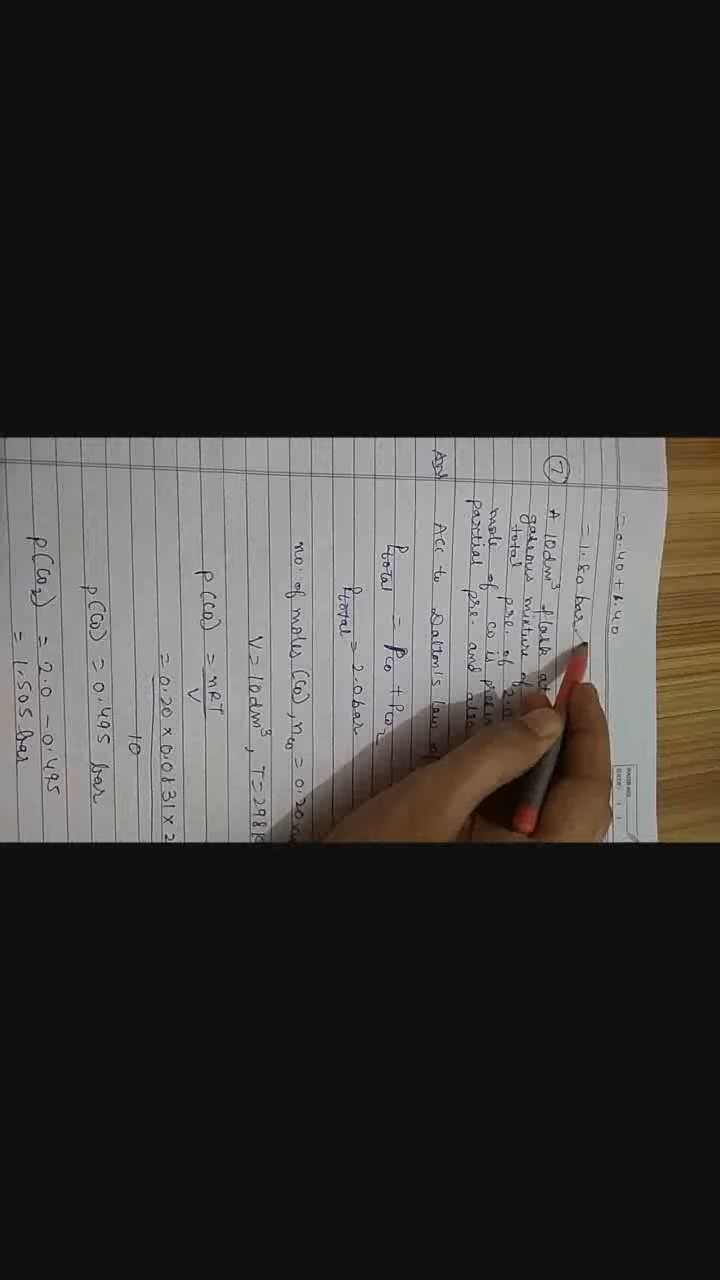 = 0.40 + 1.40
= 1.80 bar.
⑦ A 10dm³ flask at
gaseous mixture of
total pre. of 2.0
mole of CO is
partial pre. and also
Ans Acc to Dalton's law of
Ptotal = PCO + PCO2
Ptotal = 2.0 bar
no. of moles (CO), nCO = 0.20
V = 10dm³, T = 298K
P(CO) = nRT
V
= 0.20 × 0.0831 × 2
10
P(CO) = 0.495 bar
P(CO2) = 2.0 - 0.495
= 1.505 bar